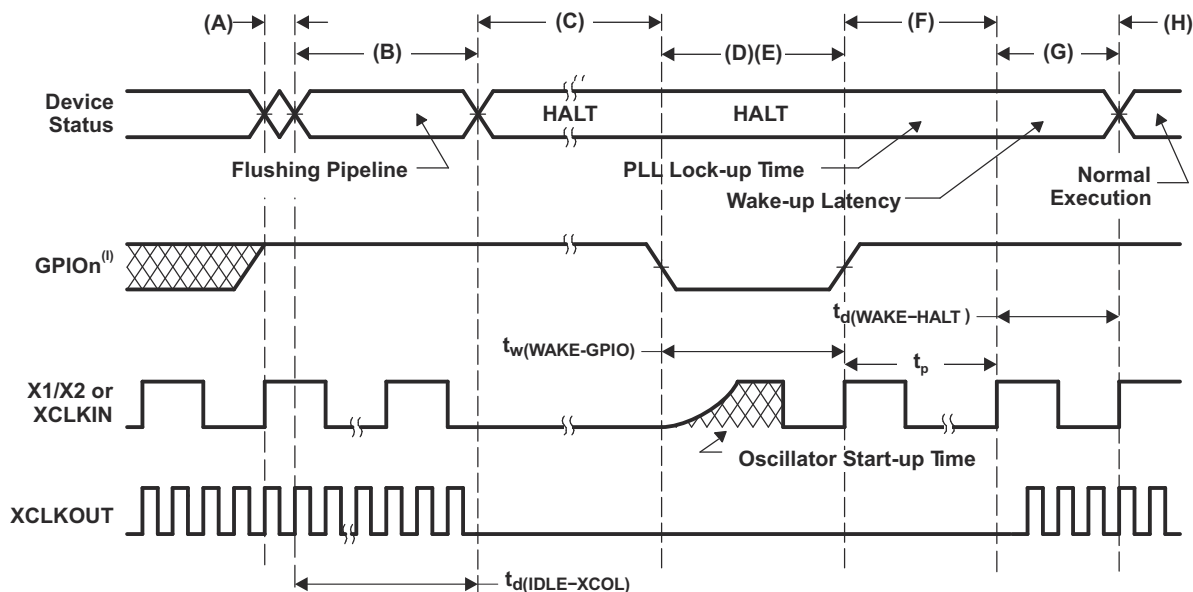 (A)
(B)
(C)
(D)(E)
(F)
(G)
(H)
Device
Status
HALT
HALT
Flushing Pipeline
PLL Lock-up Time
Wake-up Latency
Normal
Execution
GPIOn(I)
td(WAKE−HALT)
tw(WAKE-GPIO)
tp
X1/X2 or
XCLKIN
Oscillator Start-up Time
XCLKOUT
td(IDLE−XCOL)